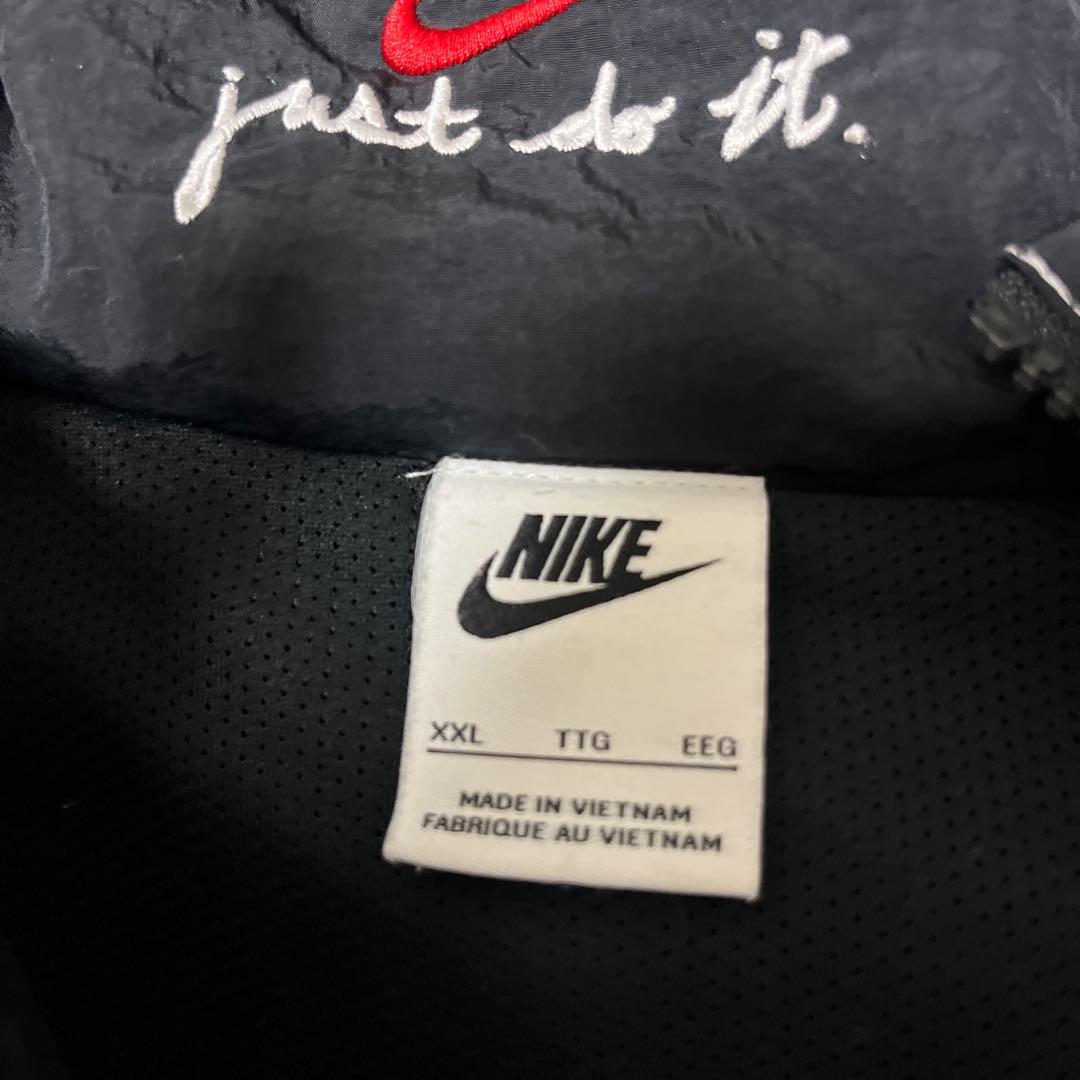 just do it.
NIKE
XXL TTG EEG
MADE IN VIETNAM
FABRIQUE AU VIETNAM